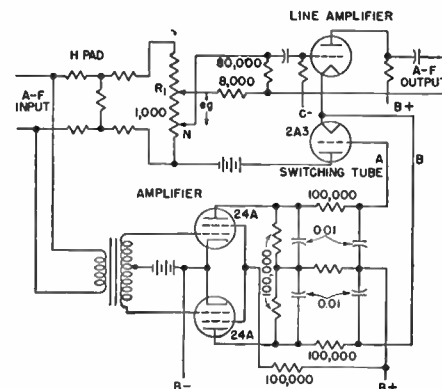 LINE AMPLIFIER
H PAD
A-F INPUT
R1
1,000
N
80,000
8,000
eg
C-
A-F OUTPUT
B+
2A3
A
B
SWITCHING TUBE
AMPLIFIER
24A
100,000
0.01
100,000
0.01
24A
100,000
100,000
B-
B+